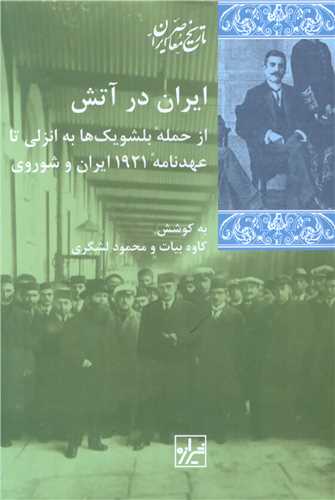 تاریخ معاصر ایران
ایران در آتش
از حملهٔ بلشویک‌ها به انزلی تا
عهدنامهٔ ۱۹۲۱ ایران و شوروی
به کوشش
کاوه بیات و محمود لشگری
شیرازه